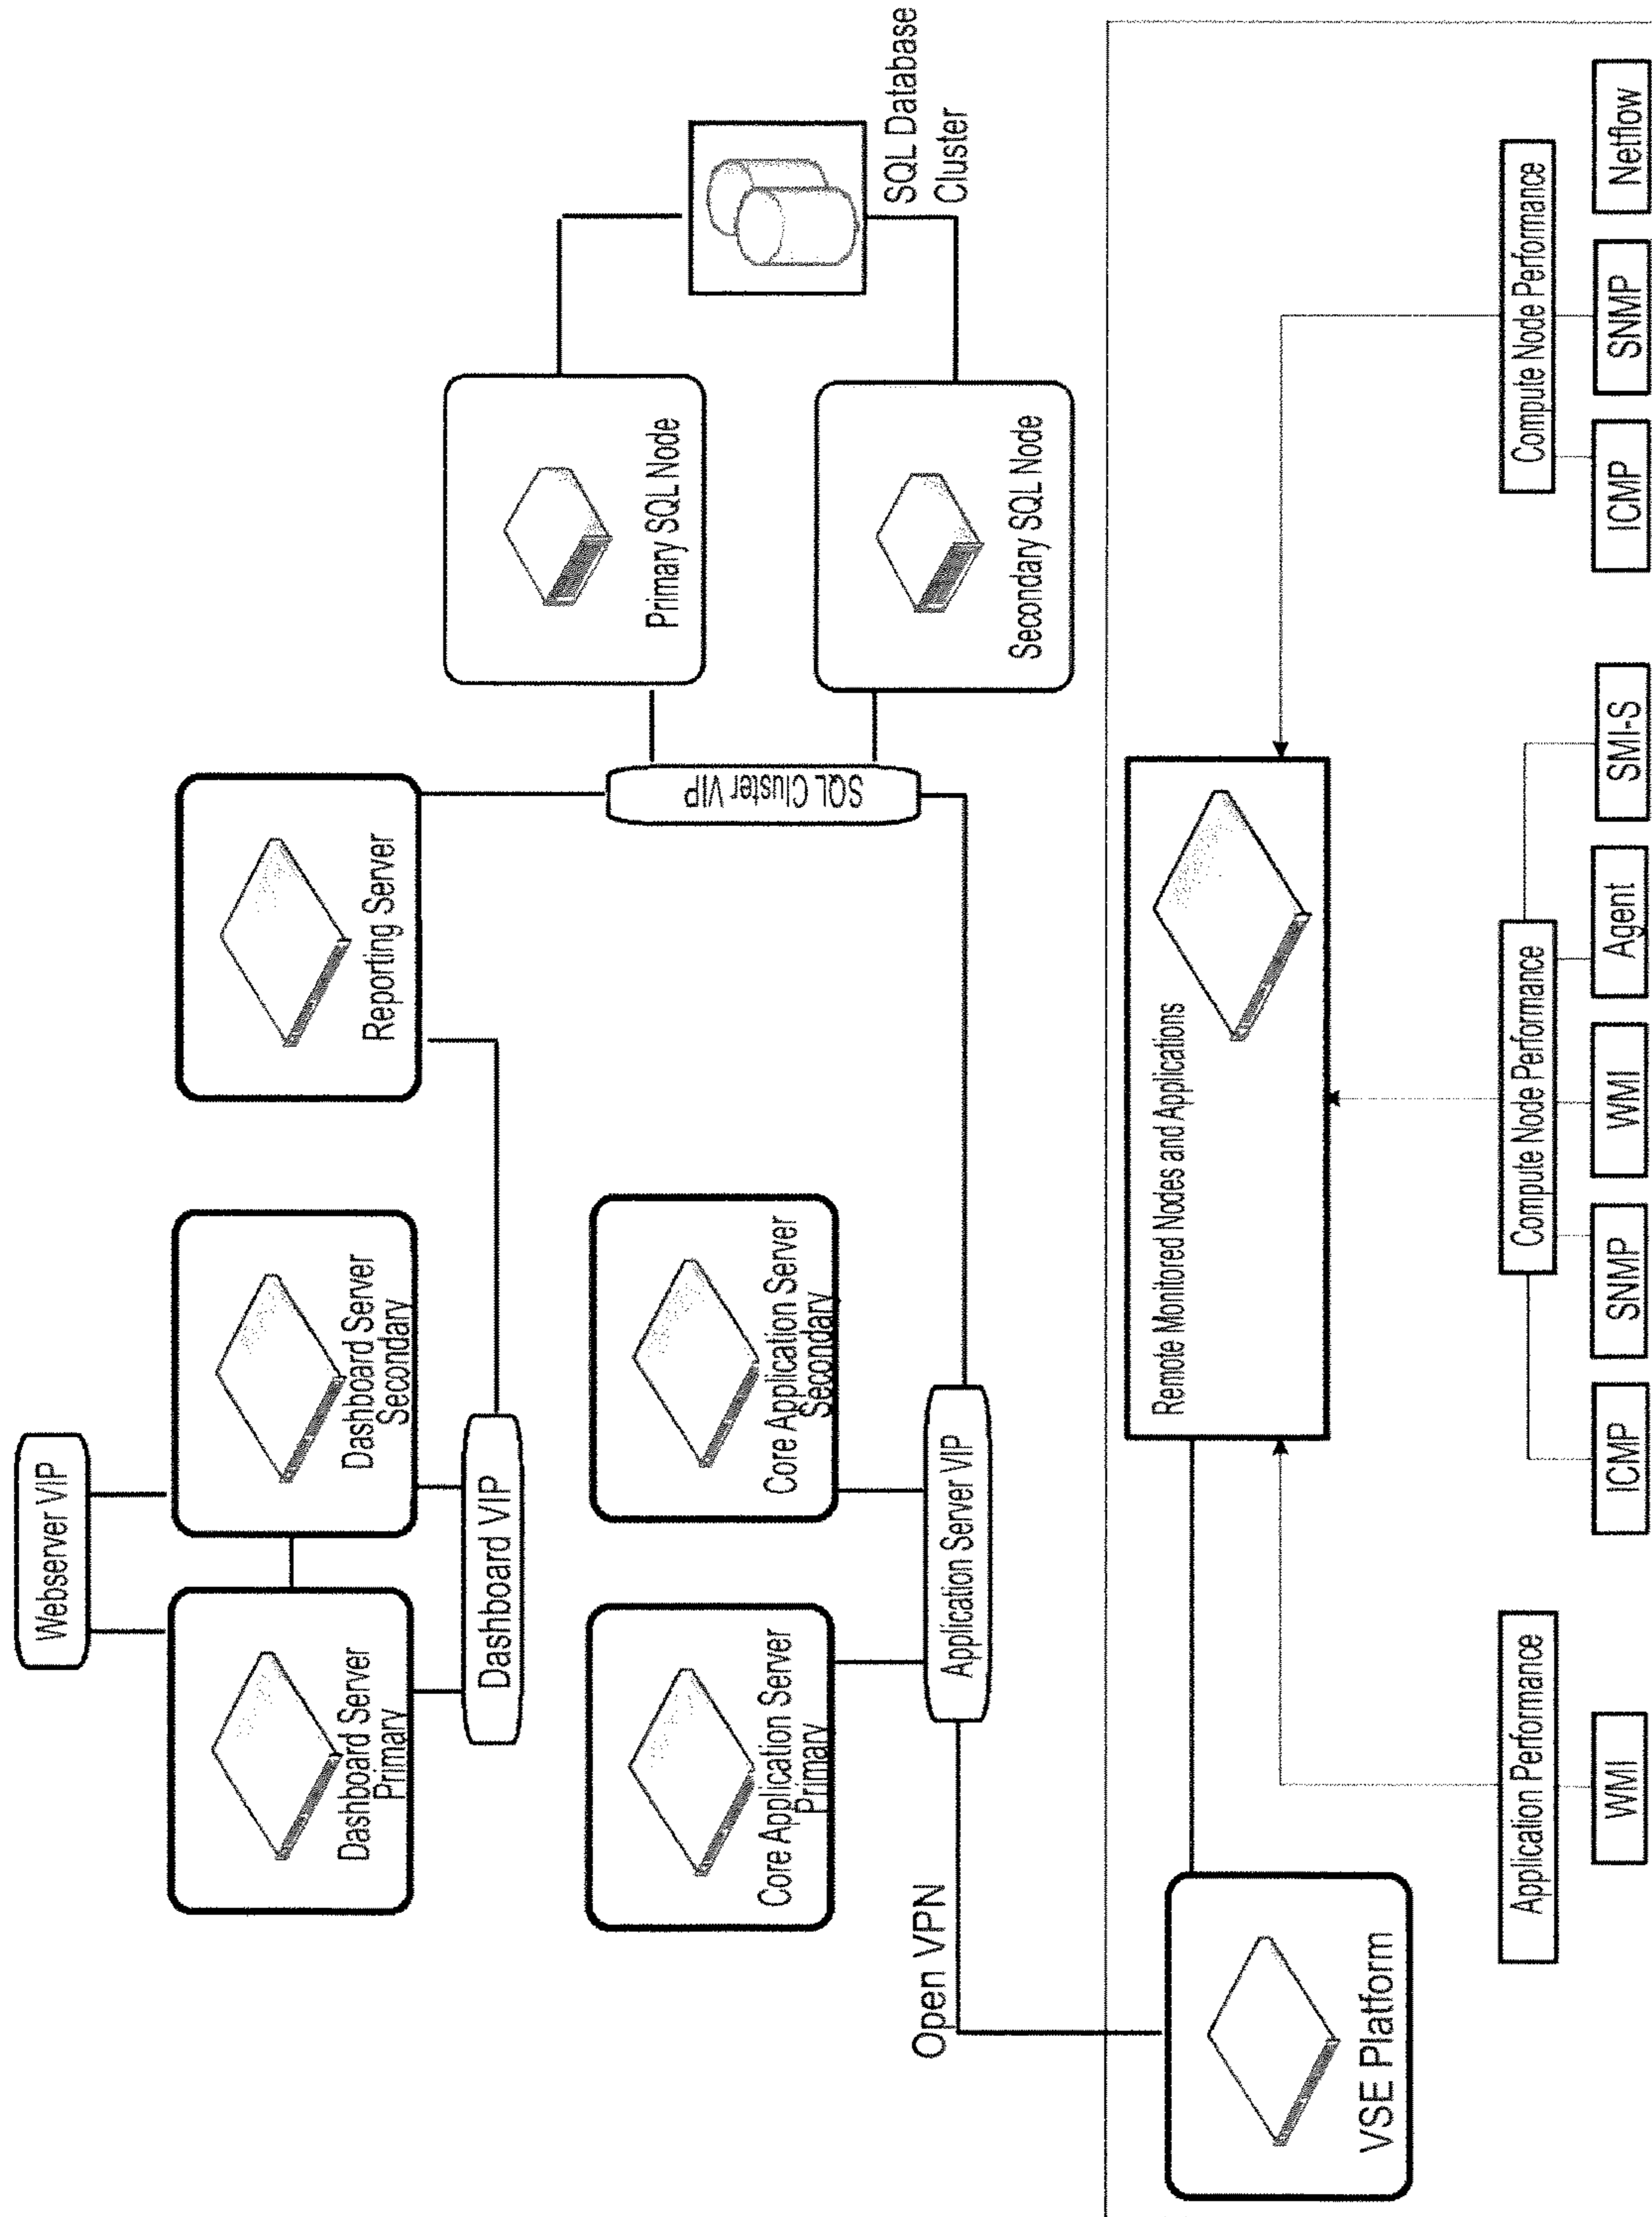 Webserver VIP
Dashboard Server
Primary
Dashboard Server
Secondary
Reporting Server
Dashboard VIP
Core Application Server
Primary
Core Application Server
Secondary
SQL Cluster VIP
Primary SQL Node
Secondary SQL Node
SQL Database
Cluster
Open VPN
Application Server VIP
VSE Platform
Remote Monitored Nodes and Applications
Application Performance
Compute Node Performance
Compute Node Performance
WMI
ICMP
SNMP
WMI
Agent
SMI-S
ICMP
SNMP
Netflow